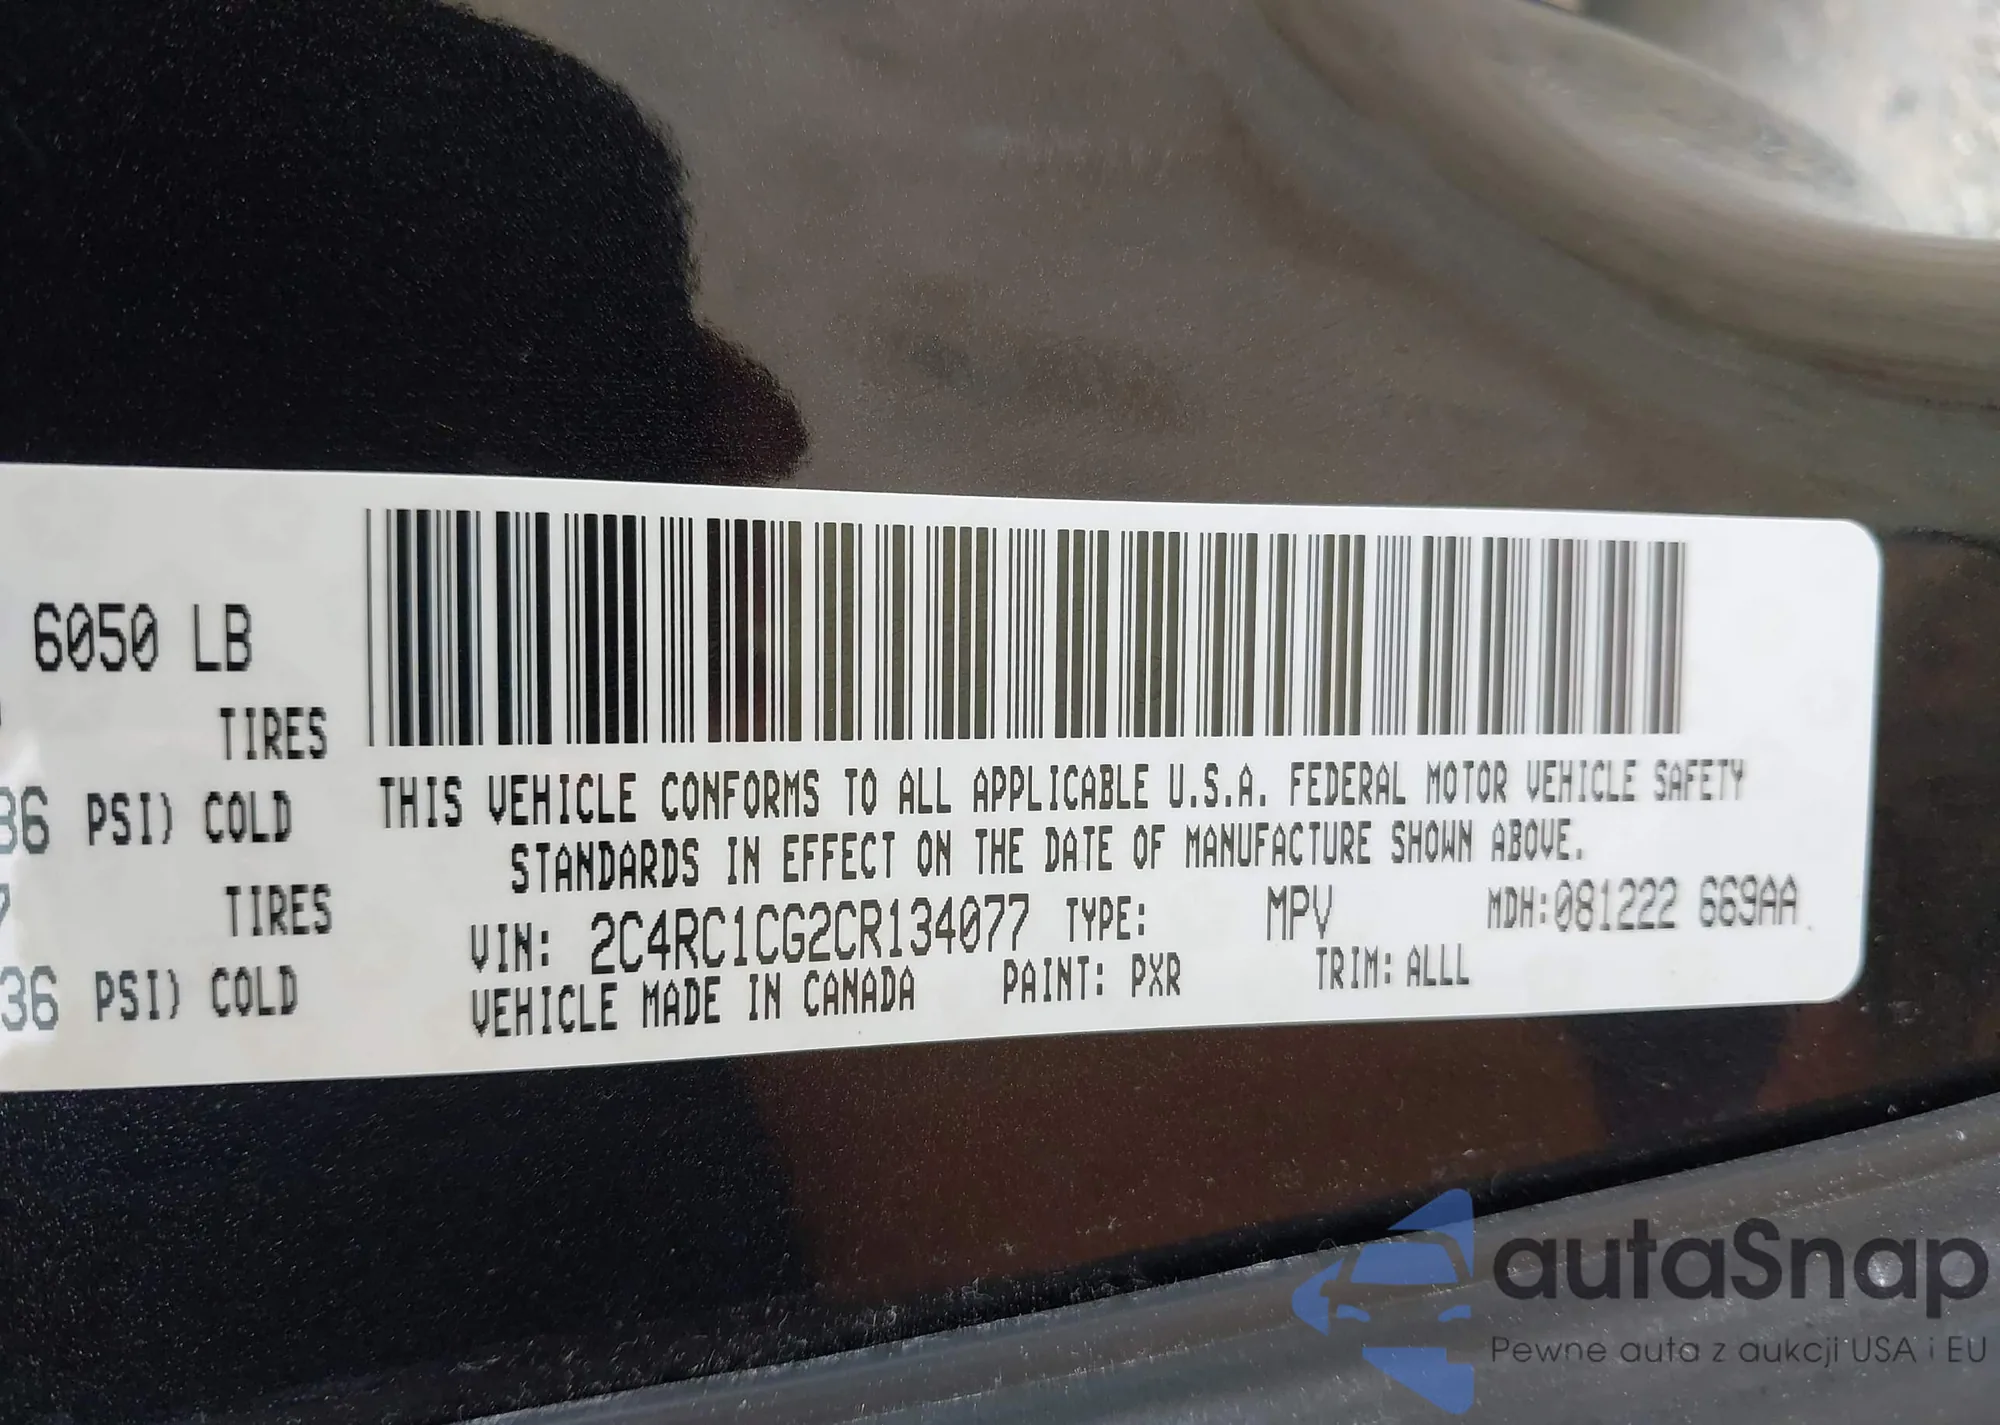 6050 LB
TIRES
36 PSI) COLD
THIS VEHICLE CONFORMS TO ALL APPLICABLE U.S.A. FEDERAL MOTOR VEHICLE SAFETY
STANDARDS IN EFFECT ON THE DATE OF MANUFACTURE SHOWN ABOVE.
7 TIRES
VIN: 2C4RC1CG2CR134077 TYPE: MPV MDH:081222 669AA
36 PSI) COLD
VEHICLE MADE IN CANADA PAINT: PXR TRIM: ALLL
autaSnap
Pewne auta z aukcji USA i EU